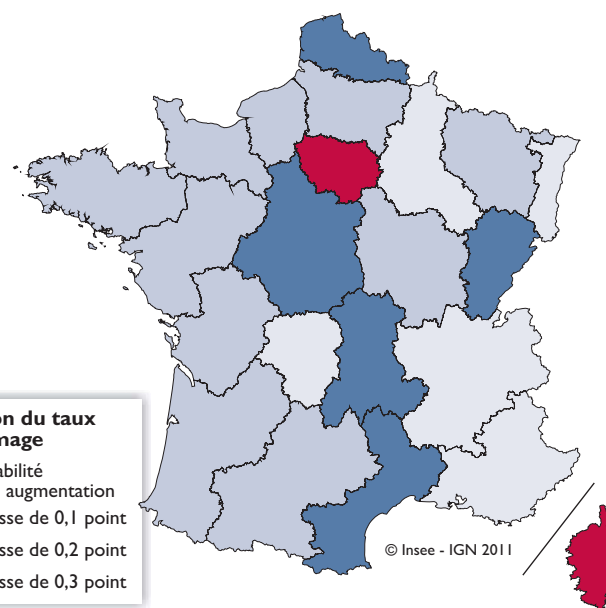 on du taux
mage
abilité
augmentation
sse de 0,1 point
sse de 0,2 point
sse de 0,3 point
© Insee - IGN 2011